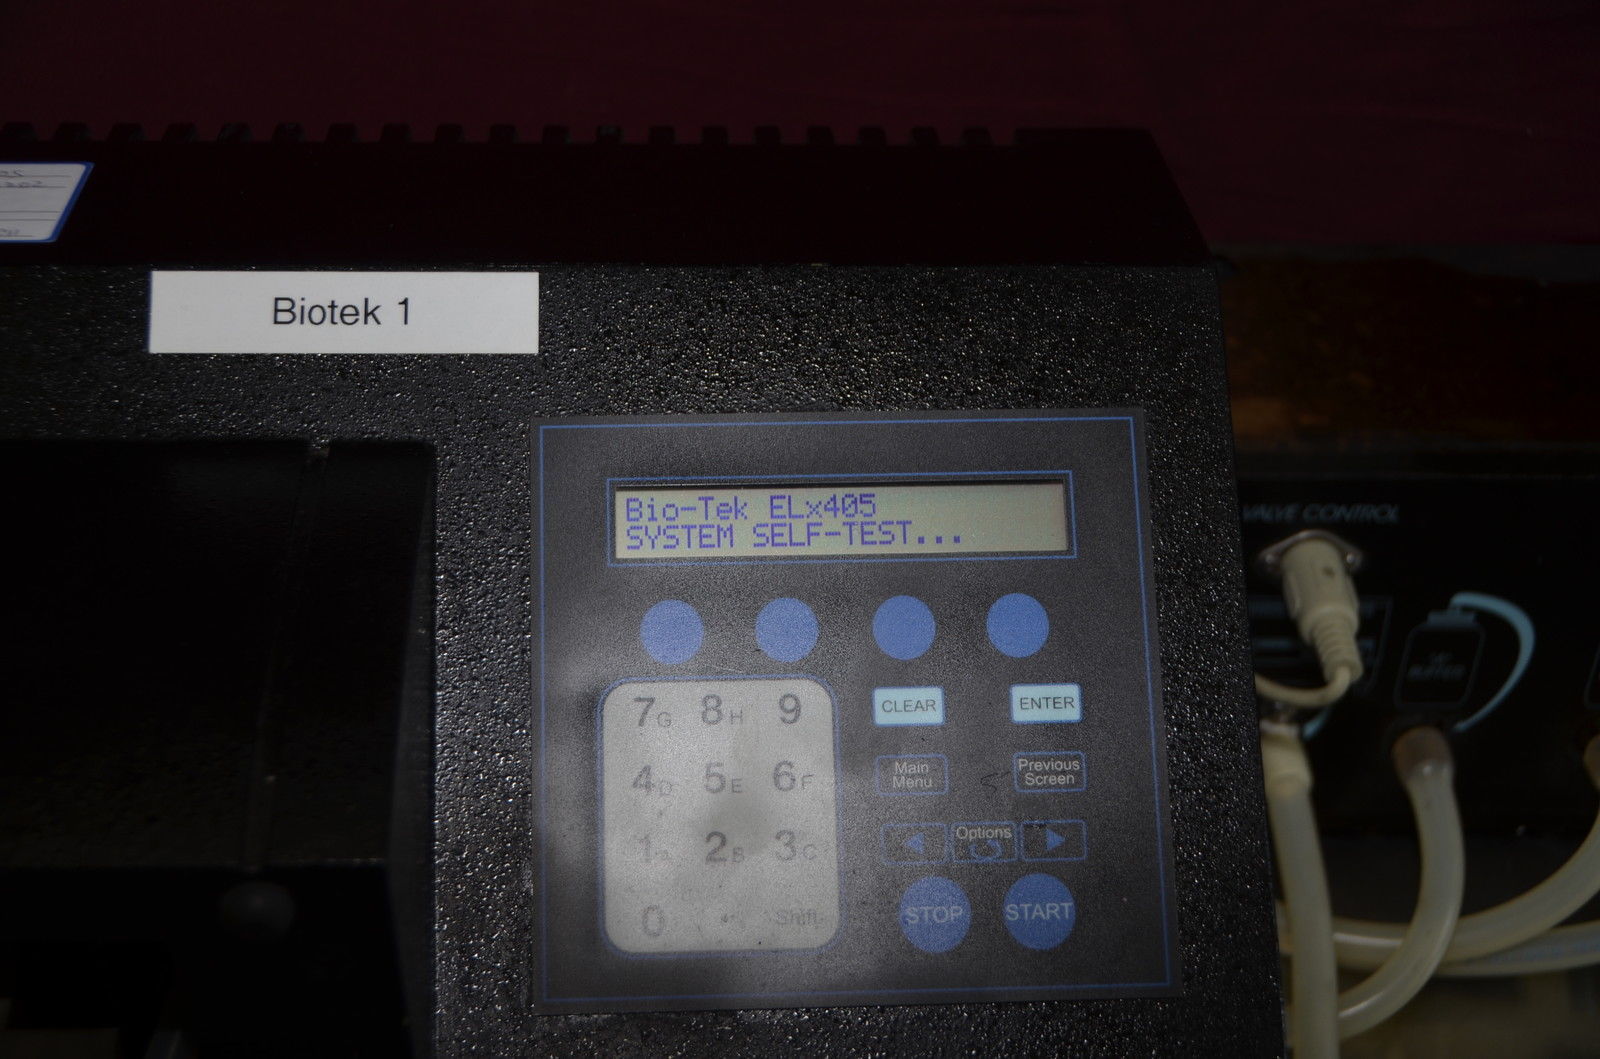 Biotek 1
Bio-Tek ELx405
SYSTEM SELF-TEST...
VALVE CONTROL
7G 8H 9
CLEAR
ENTER
4D 5E 6F
Main
Menu
Previous
Screen
1A 2B 3C
Options
0 . Shift
STOP
START
BUFFER